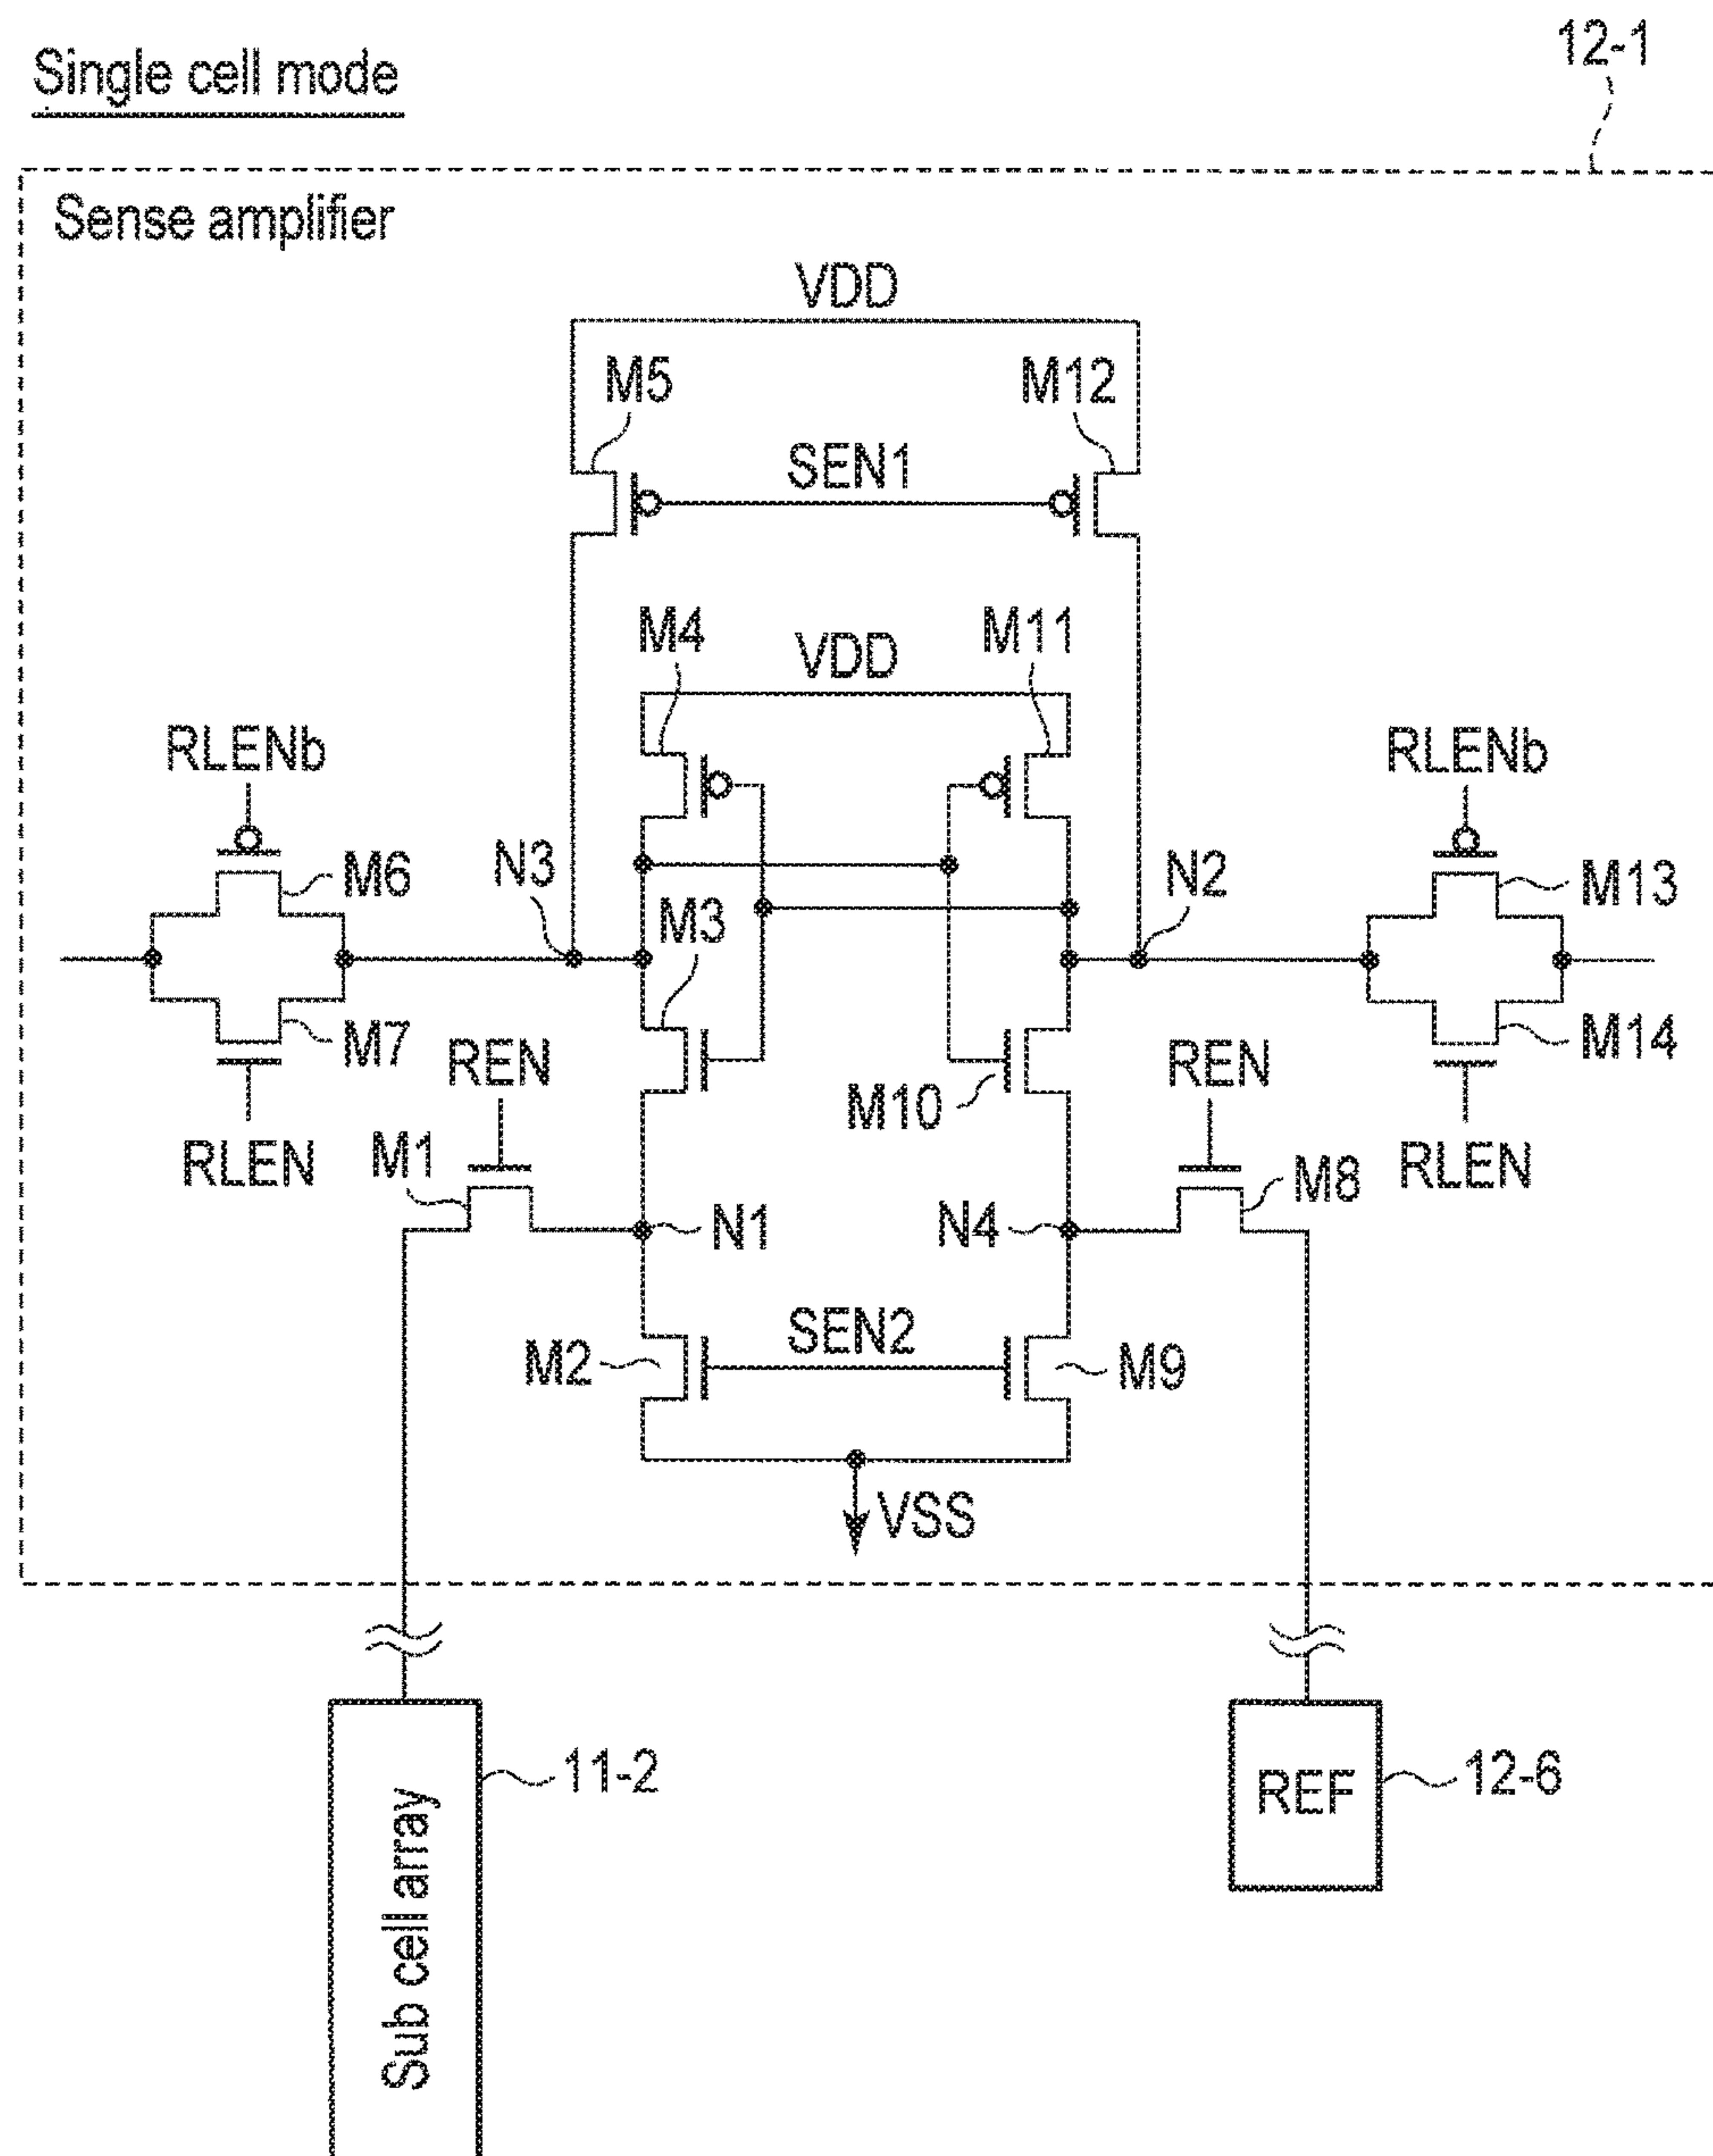 12-1
Single cell mode
Sense amplifier
VDD
M5
M12
SEN1
M4
M11
VDD
RLENb
RLENb
N3
M6
N2
M13
M3
M7
M14
REN
REN
M10
RLEN
M1
M8
RLEN
N1
N4
SEN2
M2
M9
VSS
11-2
REF
12-6
Sub cell array